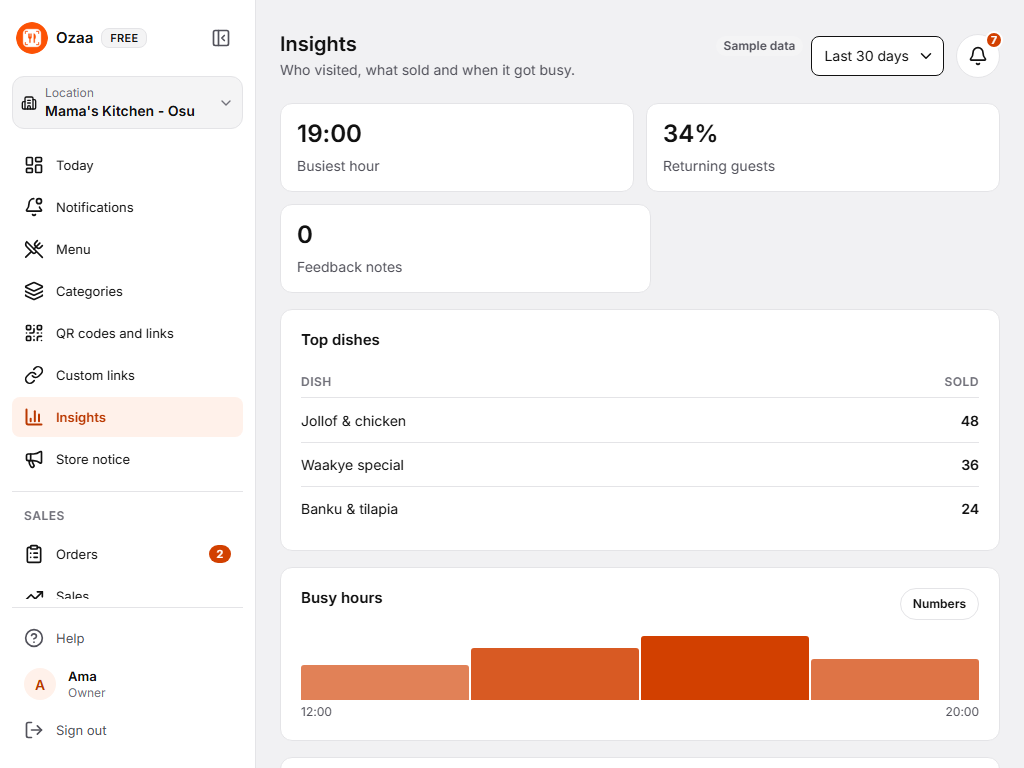 Ozaa
FREE
Location
Mama's Kitchen - Osu
Today
Notifications
Menu
Categories
QR codes and links
Custom links
Insights
Store notice
SALES
Orders
2
Sales
Help
A
Ama
Owner
Sign out
Insights
Who visited, what sold and when it got busy.
Sample data
Last 30 days
7
19:00
Busiest hour
34%
Returning guests
0
Feedback notes
Top dishes
DISH SOLD
Jollof & chicken 48
Waakye special 36
Banku & tilapia 24
Busy hours
Numbers
12:00 20:00